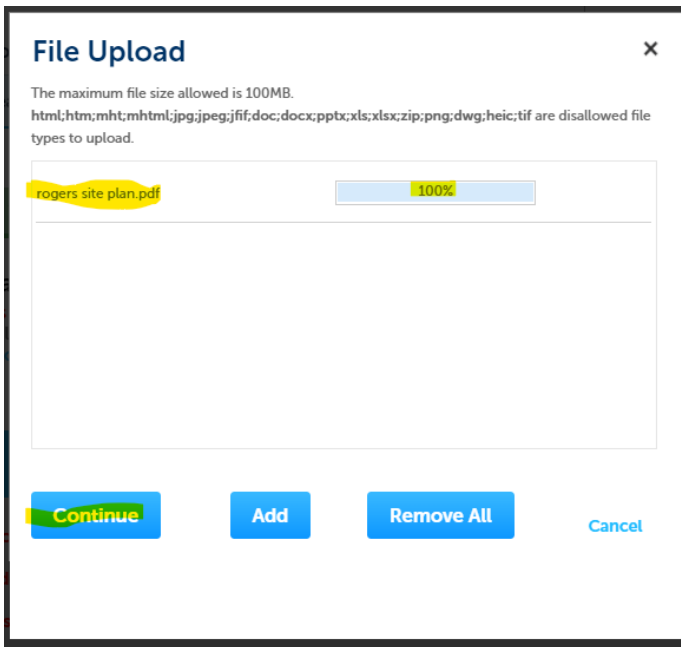 File Upload
×
The maximum file size allowed is 100MB.
html;htm;mht;mhtml;jpg;jpeg;jfif;doc;docx;pptx;xls;xlsx;zip;png;dwg;heic;tif are disallowed file
types to upload.
rogers site plan.pdf 100%
Continue Add Remove All Cancel